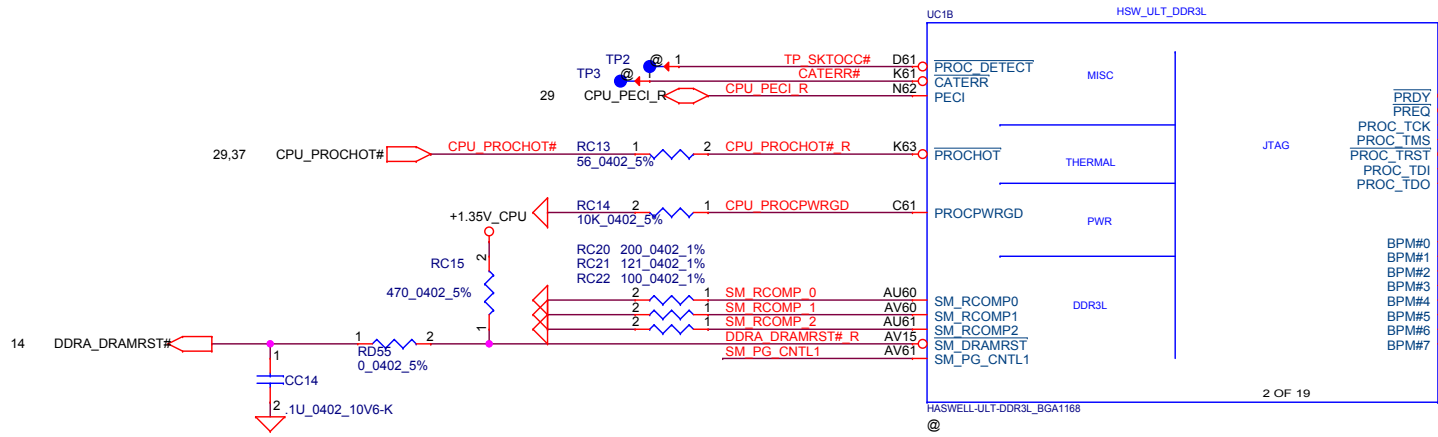 UC1B HSW_ULT_DDR3L
TP2 @ 1 TP_SKTOCC# D61 PROC_DETECT
TP3 @ CATERR# K61 CATERR
MISC
29 CPU_PECI_R CPU_PECI_R N62 PECI
PRDY
PREQ
PROC_TCK
PROC_TMS
PROC_TRST
PROC_TDI
PROC_TDO
JTAG
29,37 CPU_PROCHOT# CPU_PROCHOT# RC13 1 2 CPU_PROCHOT#_R K63 PROCHOT
56_0402_5%
THERMAL
RC14 2 1 CPU_PROCPWRGD C61 PROCPWRGD
10K_0402_5%
PWR
+1.35V_CPU
2
RC15
470_0402_5%
1
RC20 200_0402_1%
RC21 121_0402_1%
RC22 100_0402_1%
BPM#0
BPM#1
BPM#2
BPM#3
BPM#4
BPM#5
BPM#6
BPM#7
2 1 SM_RCOMP_0 AU60 SM_RCOMP0
2 1 SM_RCOMP_1 AV60 SM_RCOMP1
2 1 SM_RCOMP_2 AU61 SM_RCOMP2
DDR3L
14 DDRA_DRAMRST# 1 2 DDRA_DRAMRST#_R AV15 SM_DRAMRST
RD55
0_0402_5%
SM_PG_CNTL1 AV61 SM_PG_CNTL1
1
CC14
2 .1U_0402_10V6-K
2 OF 19
HASWELL-ULT-DDR3L_BGA1168
@